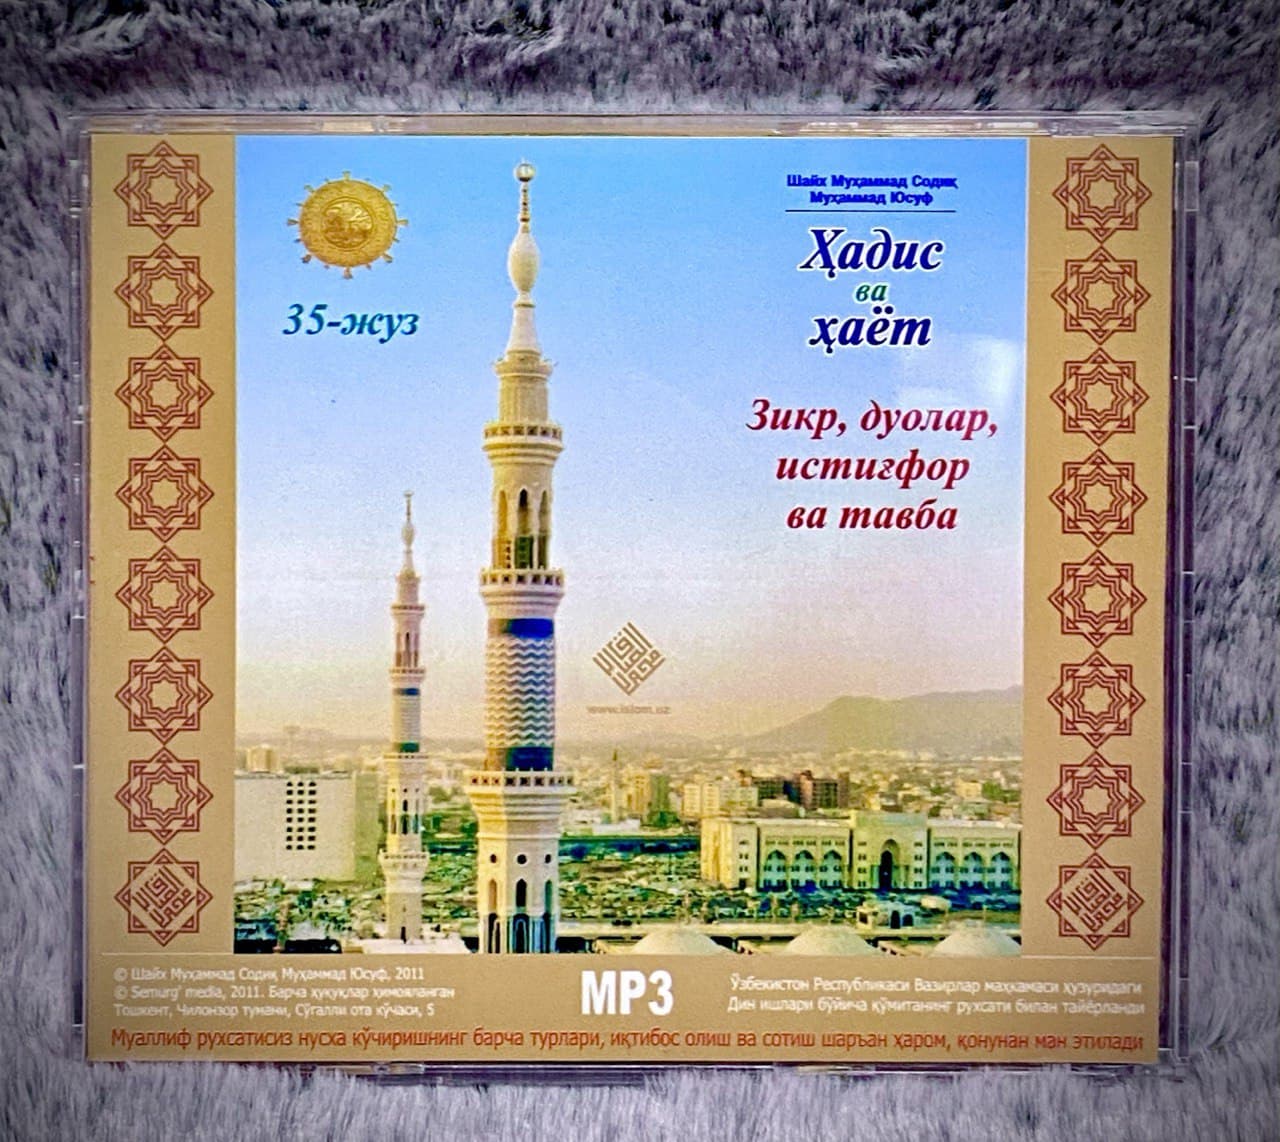 35-жуз
Шайх Муҳаммад Содиқ
Муҳаммад Юсуф
Ҳадис
ва
ҳаёт
Зикр, дуолар,
истиғфор
ва тавба
www.islom.uz
© Шайх Муҳаммад Содиқ Муҳаммад Юсуф, 2011
© Semurg' media, 2011. Барча ҳуқуқлар ҳимояланган
Тошкент, Чилонзор тумани, Сўгалли ота кўчаси, 5
MP3
Ўзбекистон Республикаси Вазирлар маҳкамаси ҳузуридаги
Дин ишлари бўйича қўмитанинг рухсати билан тайёрланди
Муаллиф рухсатисиз нусха кўчиришнинг барча турлари, иқтибос олиш ва сотиш шаръан ҳаром, қонунан ман этилади